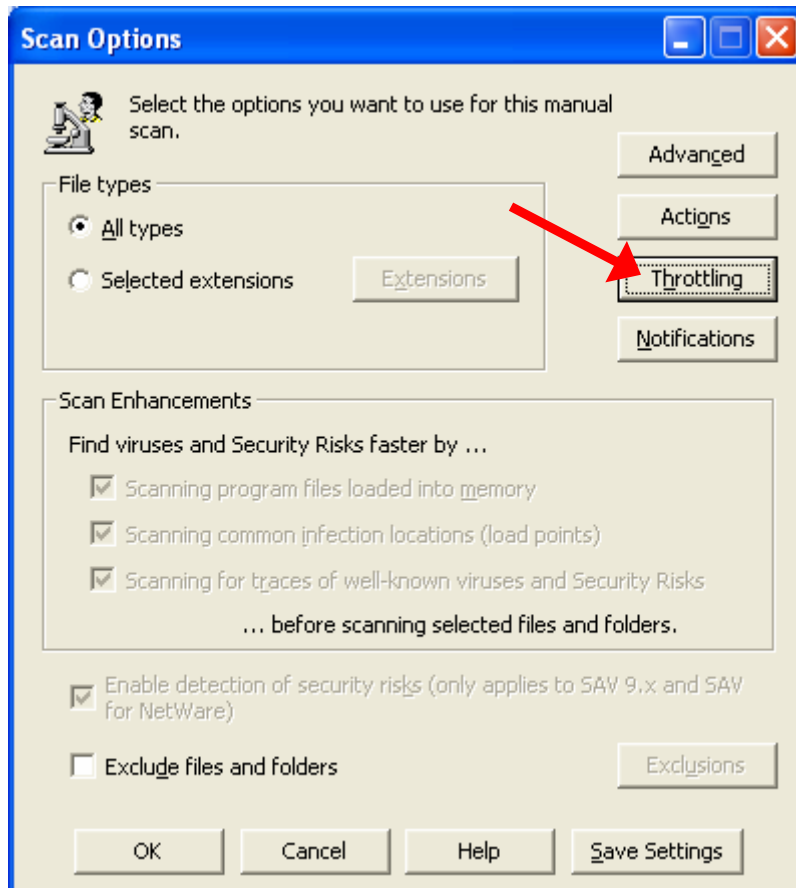 Scan Options
Select the options you want to use for this manual
scan.
Advanced
File types
All types
Actions
Selected extensions
Extensions
Throttling
Notifications
Scan Enhancements
Find viruses and Security Risks faster by ...
Scanning program files loaded into memory
Scanning common infection locations (load points)
Scanning for traces of well-known viruses and Security Risks
... before scanning selected files and folders.
Enable detection of security risks (only applies to SAV 9.x and SAV
for NetWare)
Exclude files and folders
Exclusions
OK
Cancel
Help
Save Settings